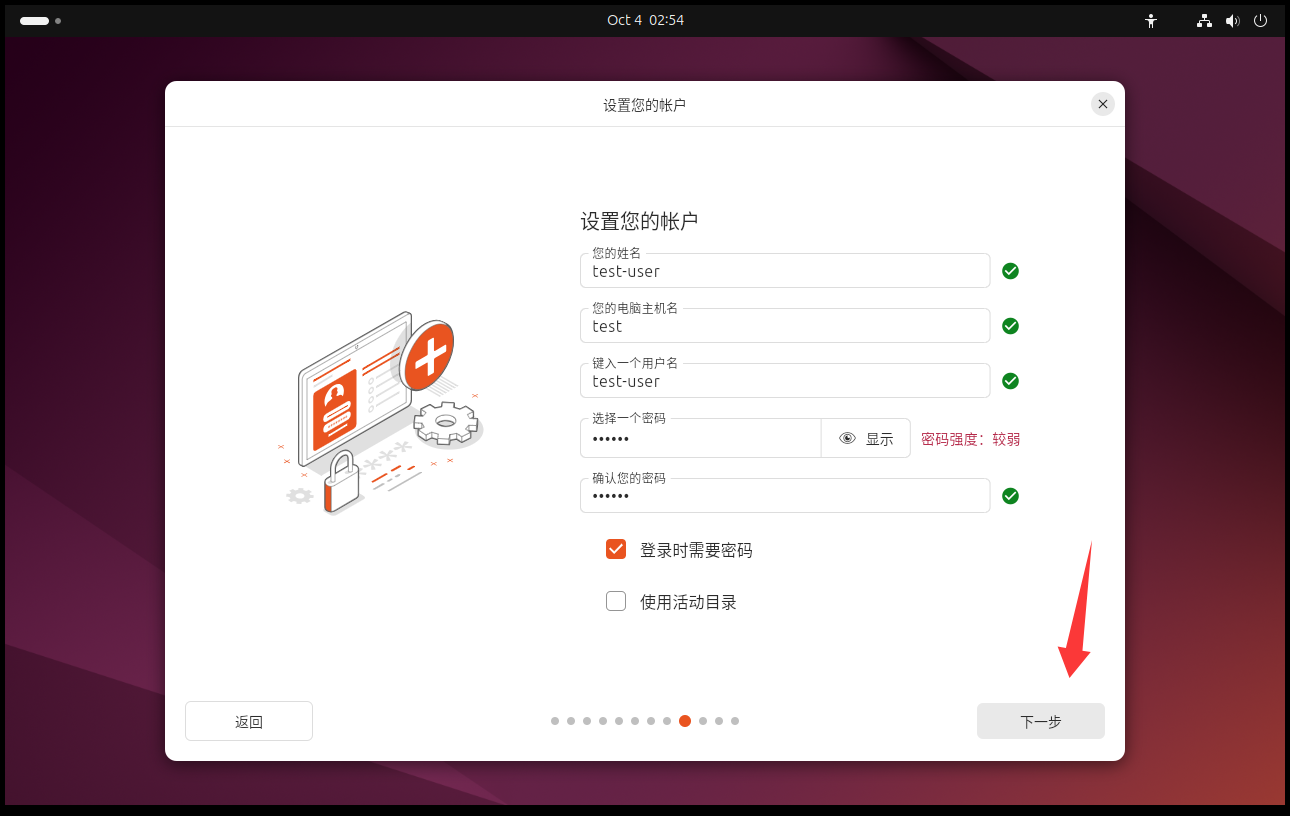 Oct 4 02:54
设置您的帐户
设置您的帐户
您的姓名
test-user
您的电脑主机名
test
键入一个用户名
test-user
选择一个密码
••••••
显示
密码强度：较弱
确认您的密码
••••••
登录时需要密码
使用活动目录
返回
下一步